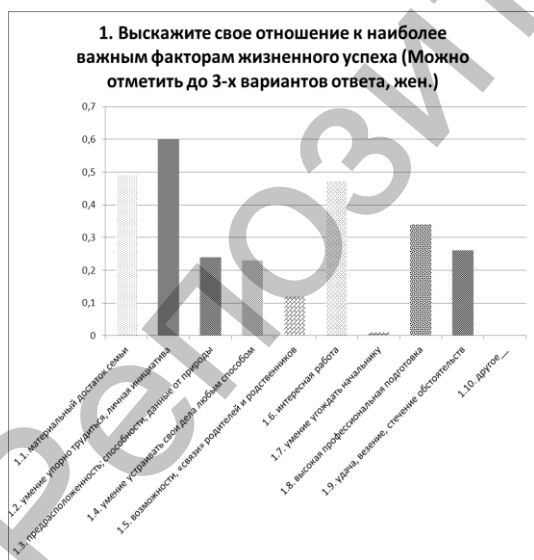 1. Выскажите свое отношение к наиболее
важным факторам жизненного успеха (Можно
отметить до 3-х вариантов ответа, жен.)
0,7
0,6
0,5
0,4
0,3
0,2
0,1
0
1.1. материальный достаток семьи
1.2. умение упорно трудиться, личная инициатива
1.3. предрасположенность, способности, данные от природы
1.4. умение устраивать свои дела любым способом
1.5. возможности, «связи» родителей и родственников
1.6. интересная работа
1.7. умение угождать начальнику
1.8. высокая профессиональная подготовка
1.9. удача, везение, стечение обстоятельств
1.10. другое__